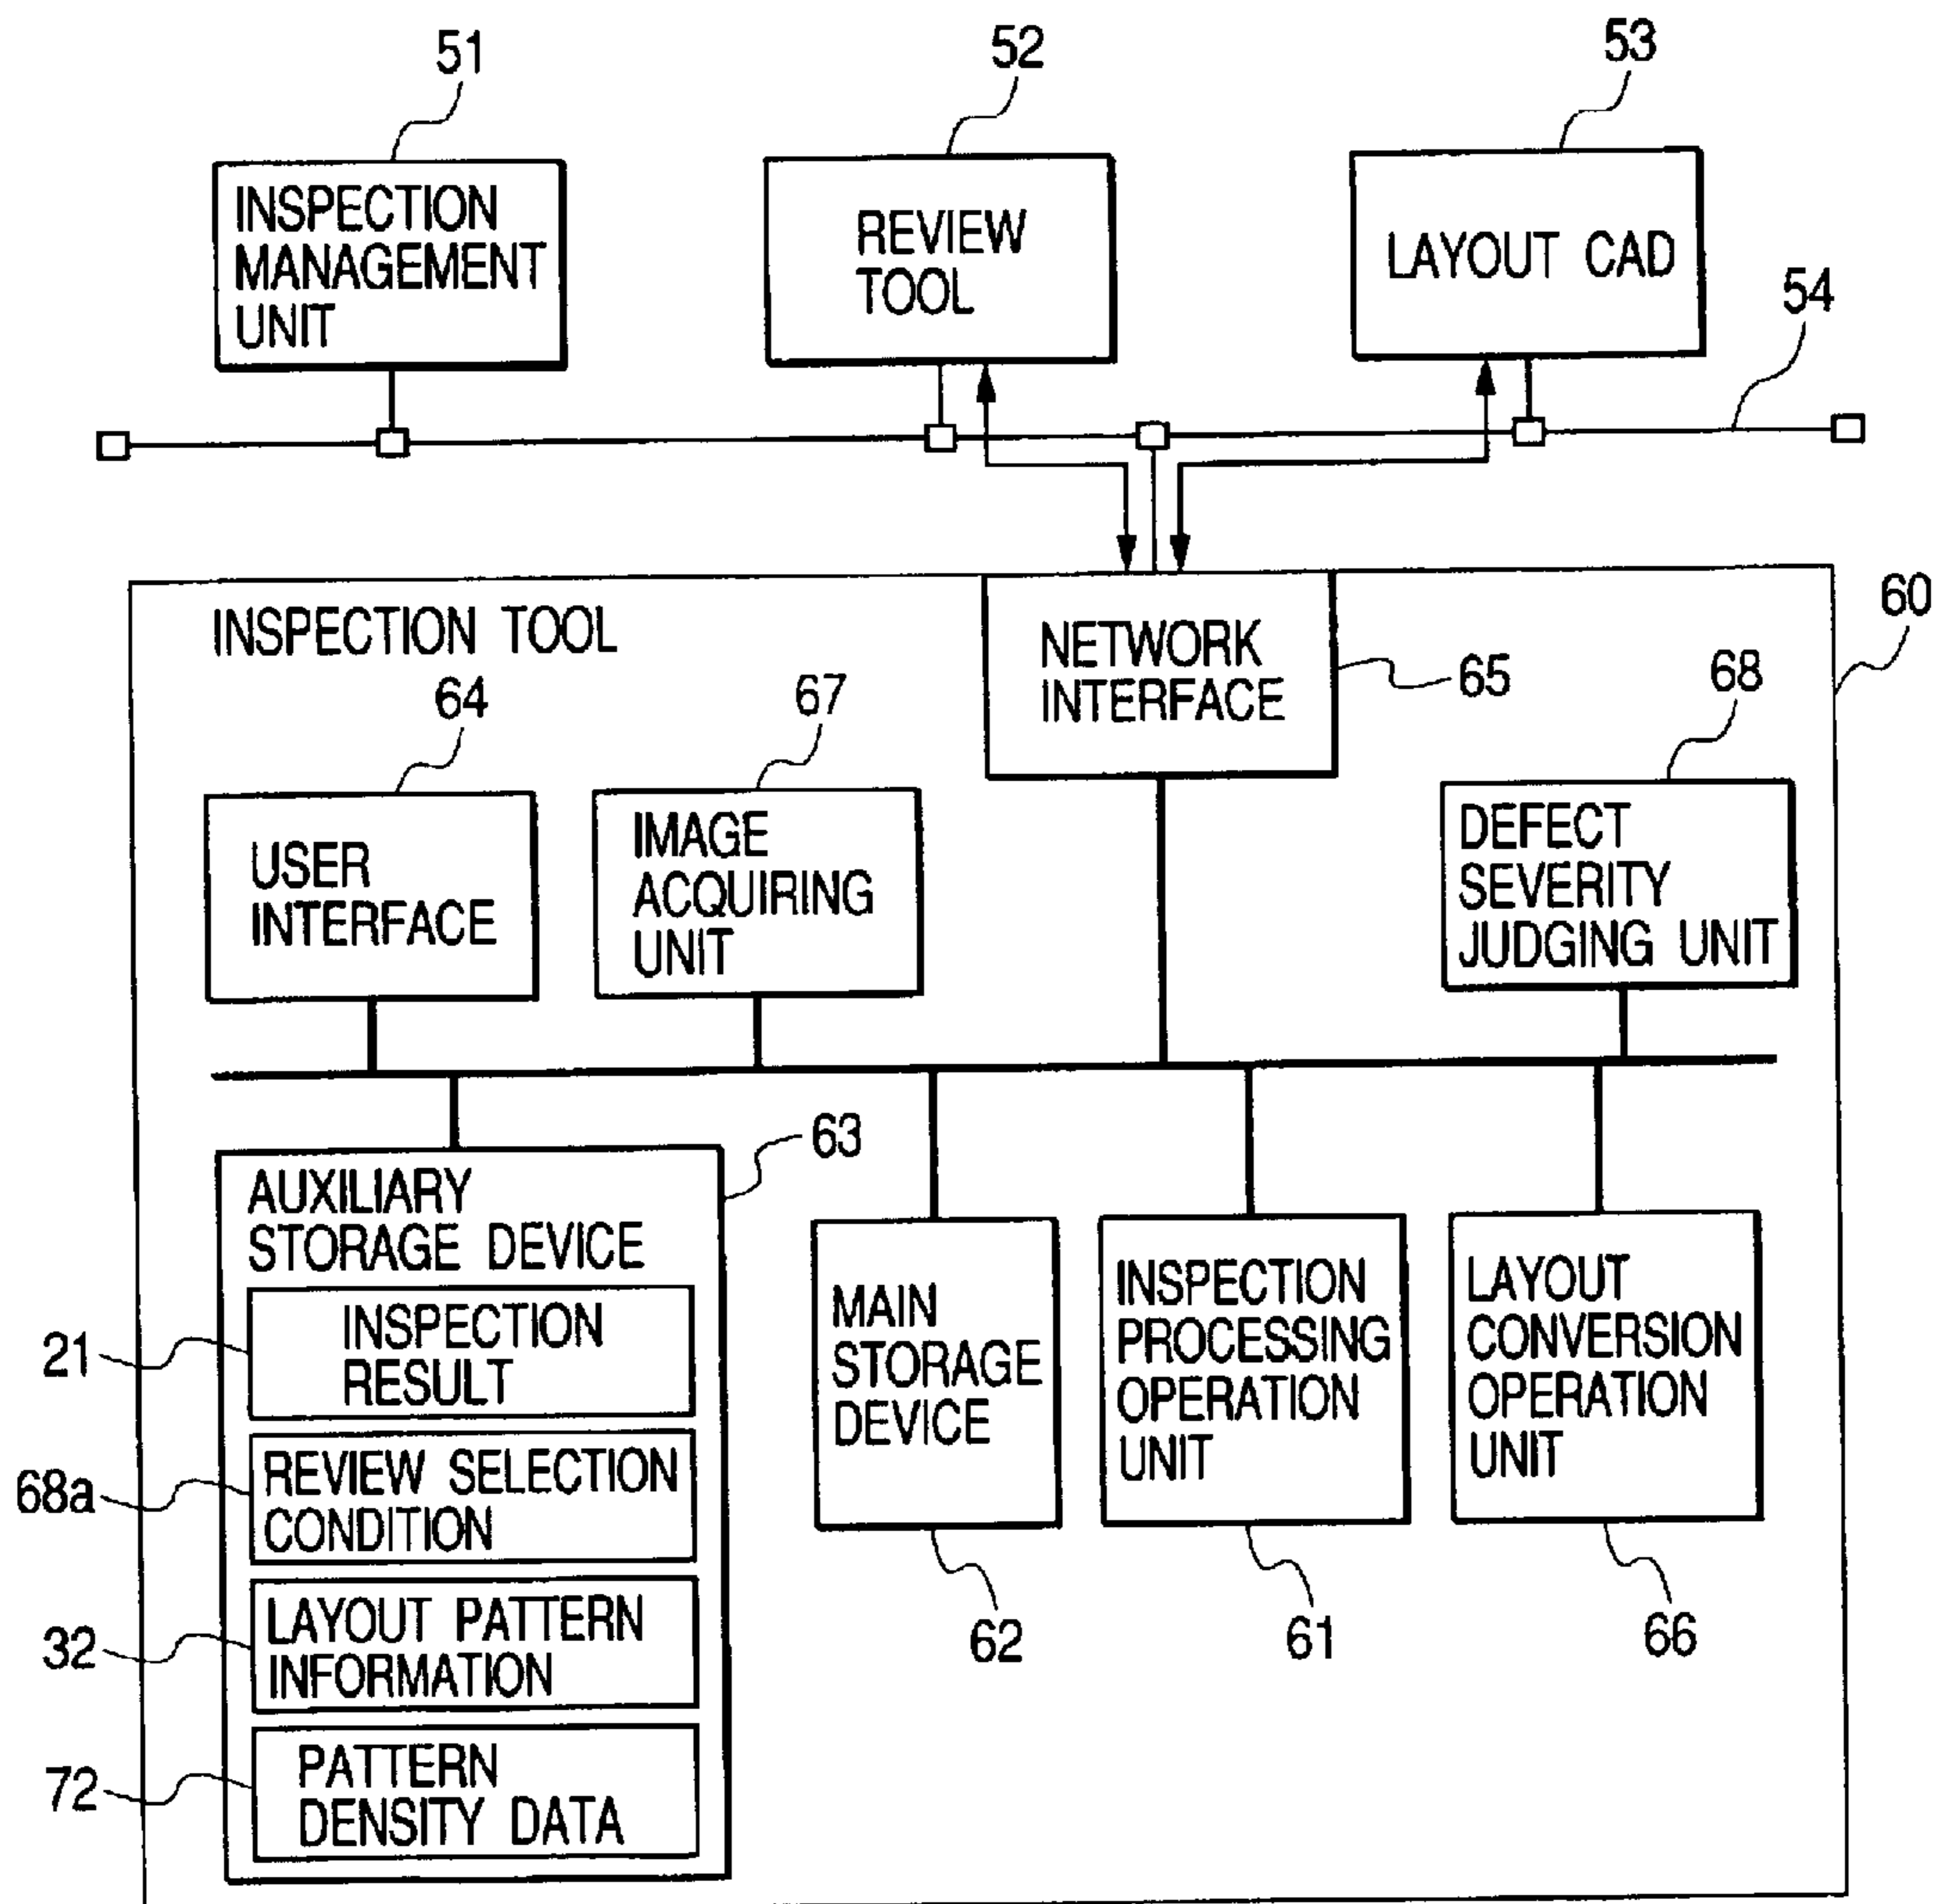 51
52
53
INSPECTION
MANAGEMENT
UNIT
REVIEW
TOOL
LAYOUT CAD
54
INSPECTION TOOL
NETWORK
INTERFACE
65
60
64
67
68
USER
INTERFACE
IMAGE
ACQUIRING
UNIT
DEFECT
SEVERITY
JUDGING UNIT
63
AUXILIARY
STORAGE DEVICE
21
INSPECTION
RESULT
68a
REVIEW SELECTION
CONDITION
32
LAYOUT PATTERN
INFORMATION
72
PATTERN
DENSITY DATA
MAIN
STORAGE
DEVICE
62
INSPECTION
PROCESSING
OPERATION
UNIT
61
LAYOUT
CONVERSION
OPERATION
UNIT
66